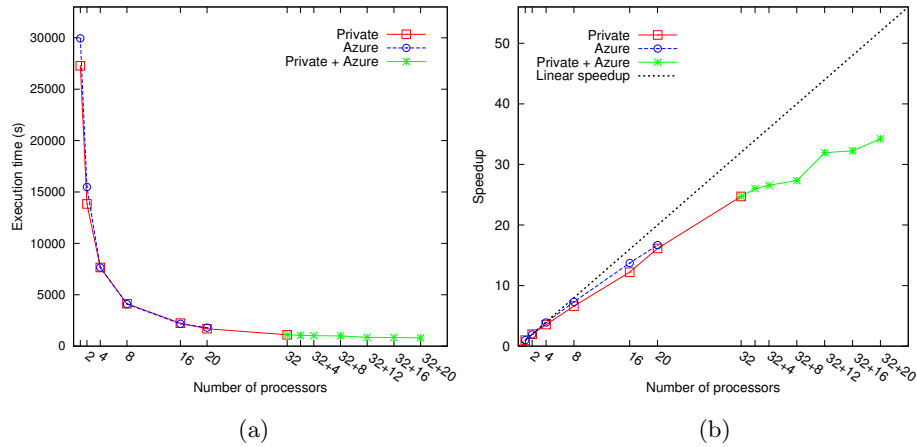 30000
25000
20000
15000
10000
5000
0
Execution time (s)
Private
Azure
Private + Azure
2
4
8
16
20
32
32+4
32+8
32+12
32+16
32+20
Number of processors
(a)
50
40
30
20
10
0
Speedup
Private
Azure
Private + Azure
Linear speedup
2
4
8
16
20
32
32+4
32+8
32+12
32+16
32+20
Number of processors
(b)